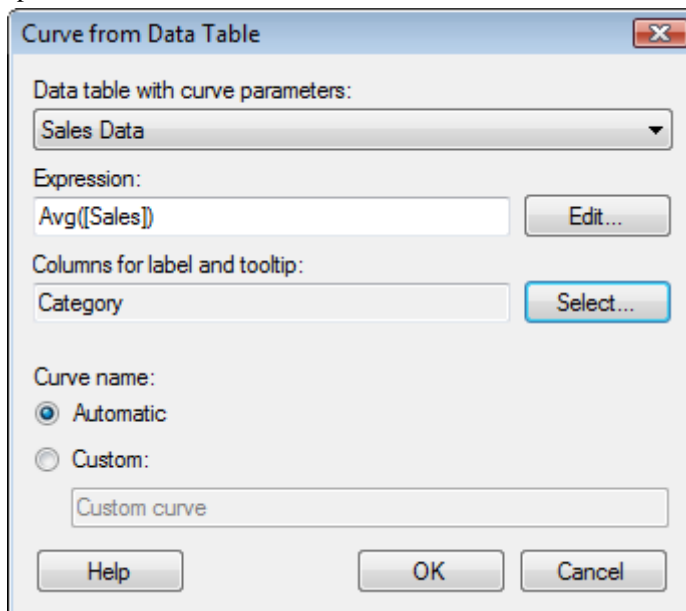 Curve from Data Table
Data table with curve parameters:
Sales Data
Expression:
Avg([Sales])
Edit...
Columns for label and tooltip:
Category
Select...
Curve name:
Automatic
Custom:
Custom curve
Help
OK
Cancel